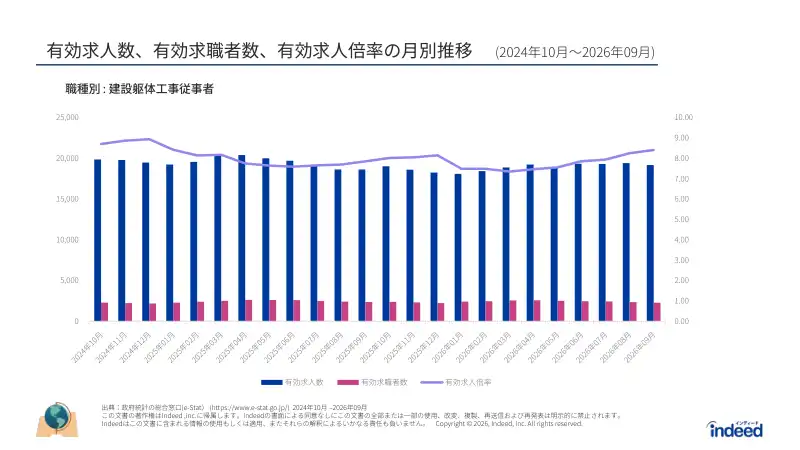 有効求人数、有効求職者数、有効求人倍率の月別推移 (2024年10月～2026年09月)
職種別 : 建設躯体工事従事者
25,000
20,000
15,000
10,000
5,000
0
10.00
9.00
8.00
7.00
6.00
5.00
4.00
3.00
2.00
1.00
0.00
2024年10月
2024年11月
2024年12月
2025年01月
2025年02月
2025年03月
2025年04月
2025年05月
2025年06月
2025年07月
2025年08月
2025年09月
2025年10月
2025年11月
2025年12月
2026年01月
2026年02月
2026年03月
2026年04月
2026年05月
2026年06月
2026年07月
2026年08月
2026年09月
有効求人数 有効求職者数 有効求人倍率
出典：政府統計の総合窓口(e-Stat) (https://www.e-stat.go.jp/) 2024年10月 –2026年09月
この文書の著作権はIndeed ,inc.に帰属します。Indeedの書面による同意なしにこの文書の全部または一部の使用、改変、複製、再送信および再発表は明示的に禁止されます。
Indeedはこの文書に含まれる情報の使用もしくは適用、またそれらの解釈によるいかなる責任も負いません。 Copyright © 2026, Indeed, Inc. All rights reserved.
インディード
indeed